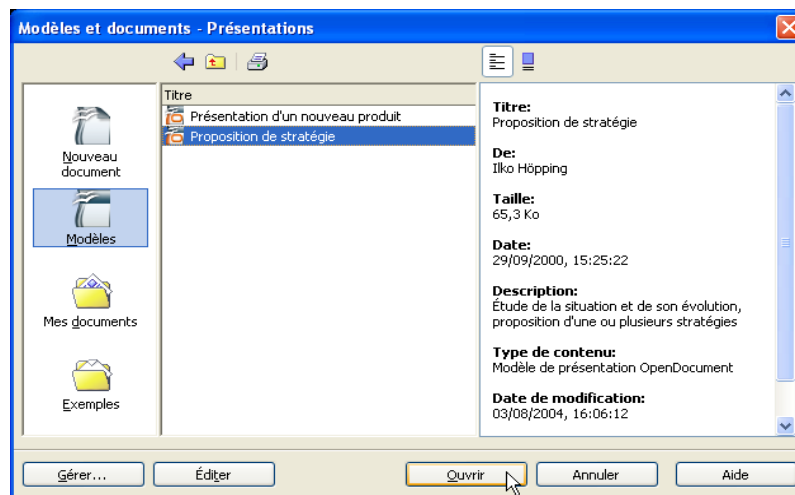 Modèles et documents - Présentations
Nouveau
document
Modèles
Mes documents
Exemples
Titre
Présentation d'un nouveau produit
Proposition de stratégie
Titre:
Proposition de stratégie
De:
Ilko Höpping
Taille:
65,3 Ko
Date:
29/09/2000, 15:25:22
Description:
Étude de la situation et de son évolution,
proposition d'une ou plusieurs stratégies
Type de contenu:
Modèle de présentation OpenDocument
Date de modification:
03/08/2004, 16:06:12
Gérer...
Éditer
Ouvrir
Annuler
Aide